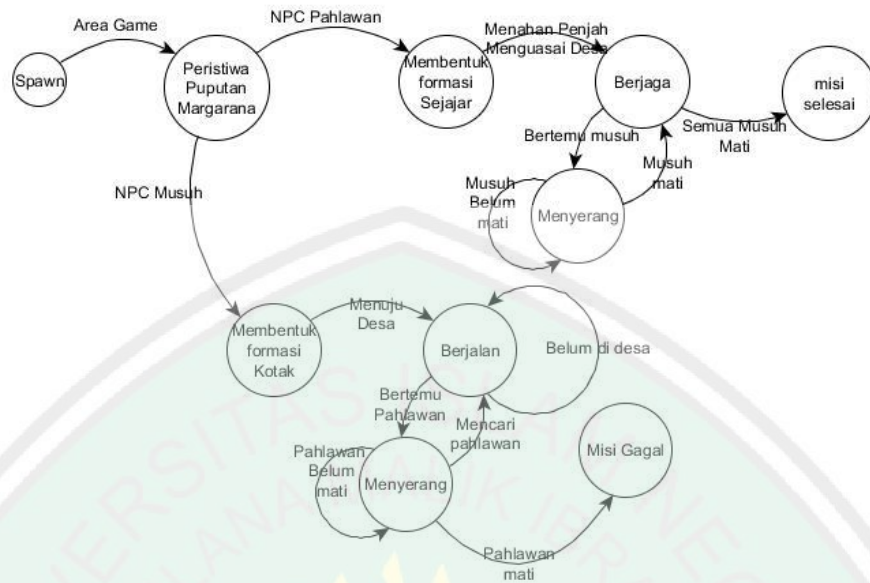 Area Game
NPC Pahlawan
Menahan Penjah
Menguasai Desa
Spawn
Peristiwa
Puputan
Margarana
Membentuk
formasi
Sejajar
Berjaga
misi
selesai
Bertemu musuh
Semua Musuh
Mati
Musuh
mati
NPC Musuh
Musuh
Belum
mati
Menyerang
Membentuk
formasi
Kotak
Menuju
Desa
Berjalan
Belum di desa
Bertemu
Pahlawan
Mencari
pahlawan
Misi Gagal
Pahlawan
Belum
mati
Menyerang
Pahlawan
mati